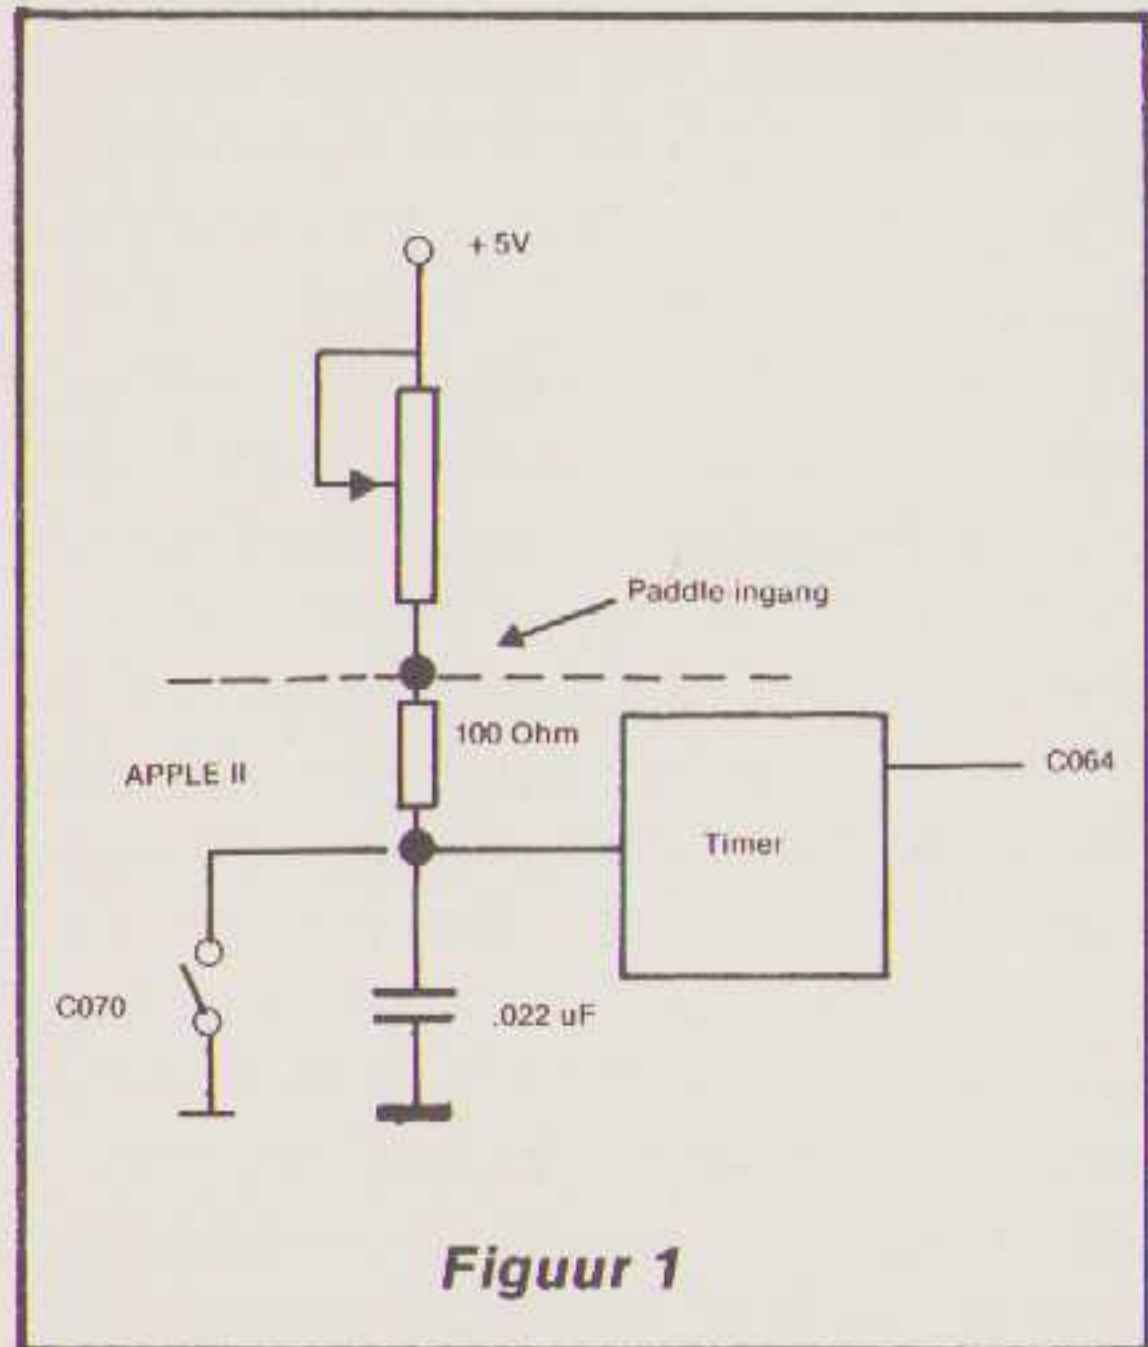 + 5V
Paddle ingang
100 Ohm
APPLE II
C064
Timer
C070
.022 uF
Figuur 1